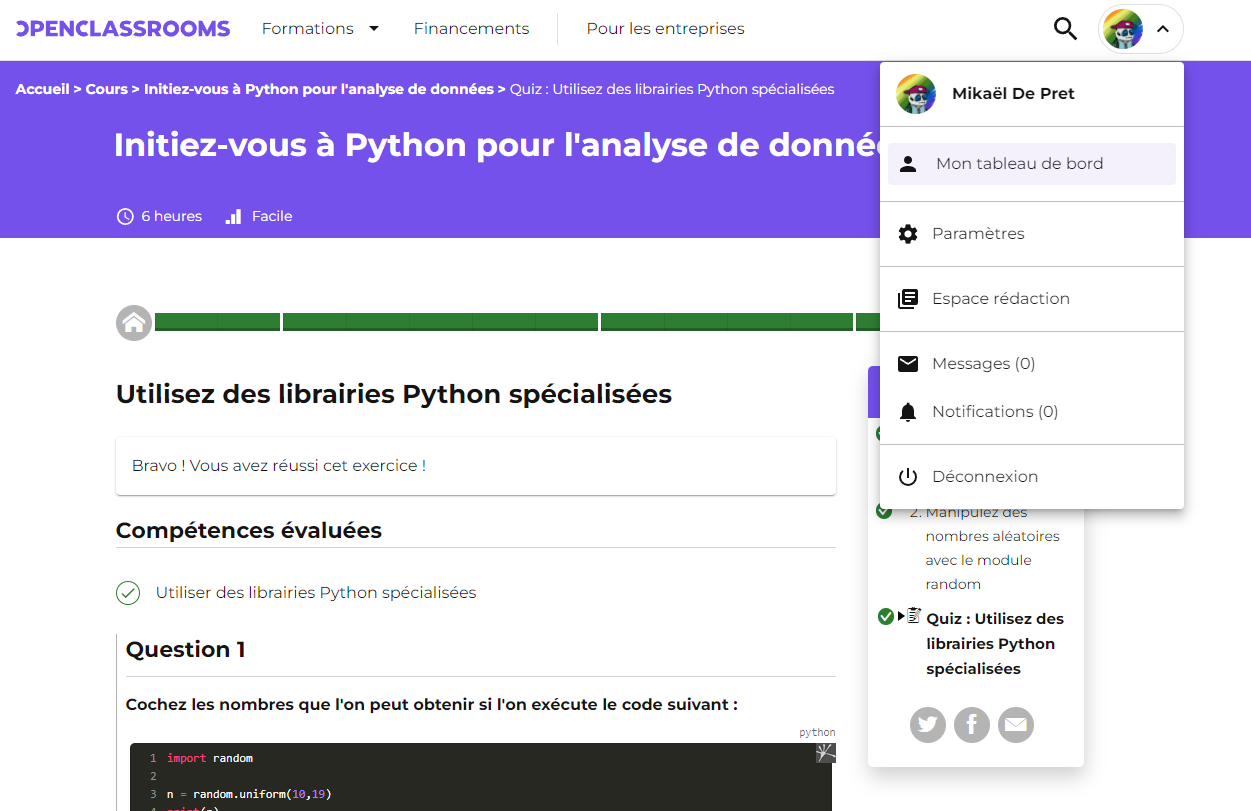 OPENCLASSROOMS Formations Financements Pour les entreprises
Accueil > Cours > Initiez-vous à Python pour l'analyse de données > Quiz : Utilisez des librairies Python spécialisées
Initiez-vous à Python pour l'analyse de donné
6 heures Facile
Mikaël De Pret
Mon tableau de bord
Paramètres
Espace rédaction
Messages (0)
Notifications (0)
Déconnexion
Utilisez des librairies Python spécialisées
Bravo ! Vous avez réussi cet exercice !
Compétences évaluées
Utiliser des librairies Python spécialisées
Question 1
Cochez les nombres que l'on peut obtenir si l'on exécute le code suivant :
python
1 import random
2
3 n = random.uniform(10,19)
4 print(n)
2. Manipulez des
nombres aléatoires
avec le module
random
Quiz : Utilisez des
librairies Python
spécialisées